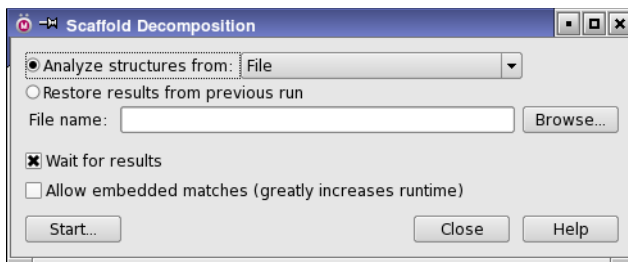 Scaffold Decomposition
Analyze structures from: File
Restore results from previous run
File name: Browse...
Wait for results
Allow embedded matches (greatly increases runtime)
Start... Close Help